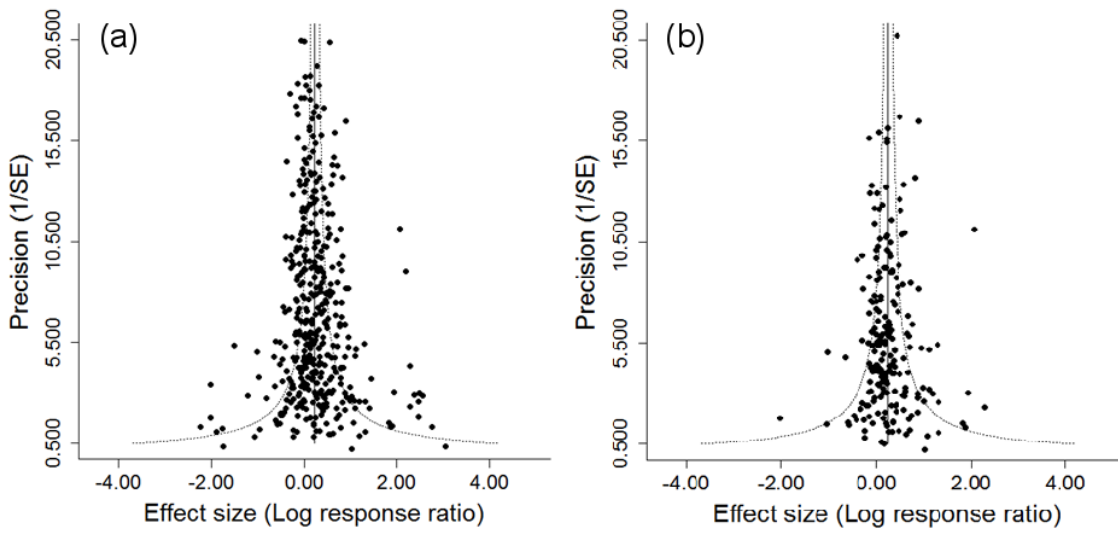 (a)
Precision (1/SE)
20.500
15.500
10.500
5.500
0.500
-4.00 -2.00 0.00 2.00 4.00
Effect size (Log response ratio)
(b)
Precision (1/SE)
20.500
15.500
10.500
5.500
0.500
-4.00 -2.00 0.00 2.00 4.00
Effect size (Log response ratio)